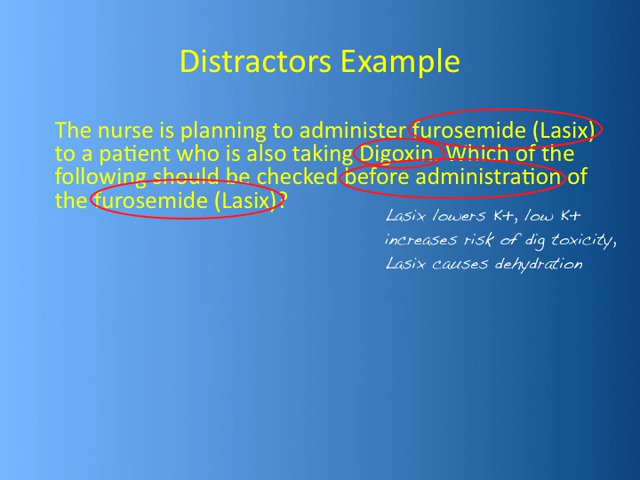 Distractors Example
The nurse is planning to administer furosemide (Lasix)
to a patient who is also taking Digoxin. Which of the
following should be checked before administration of
the furosemide (Lasix)?
Lasix lowers K+, low K+
increases risk of dig toxicity,
Lasix causes dehydration